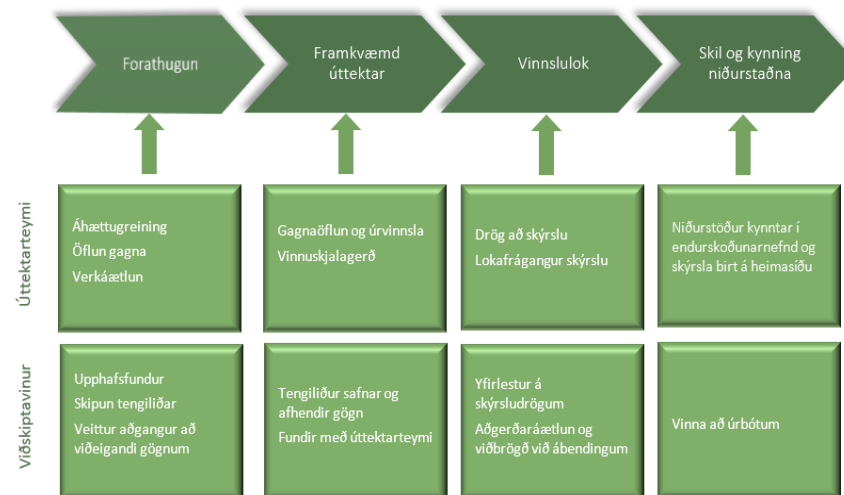 Forathugun
Framkvæmd
úttektar
Vinnslulok
Skil og kynning
niðurstaðna
Úttektarteymi
Áhættugreining
Öflun gagna
Verkáætlun
Gagnaöflun og úrvinnsla
Vinnuskjalagerð
Drög að skýrslu
Lokafrágangur skýrslu
Niðurstöður kynntar í
endurskoðunarnefnd og
skýrsla birt á heimasíðu
Viðskiptavinur
Upphafsfundur
Skipun tengiliðar
Veittur aðgangur að
viðeigandi gögnum
Tengiliður safnar og
afhendir gögn
Fundir með úttektarteymi
Yfirlestur á
skýrsludrögum
Aðgerðaráætlun og
viðbrögð við ábendingum
Vinna að úrbótum